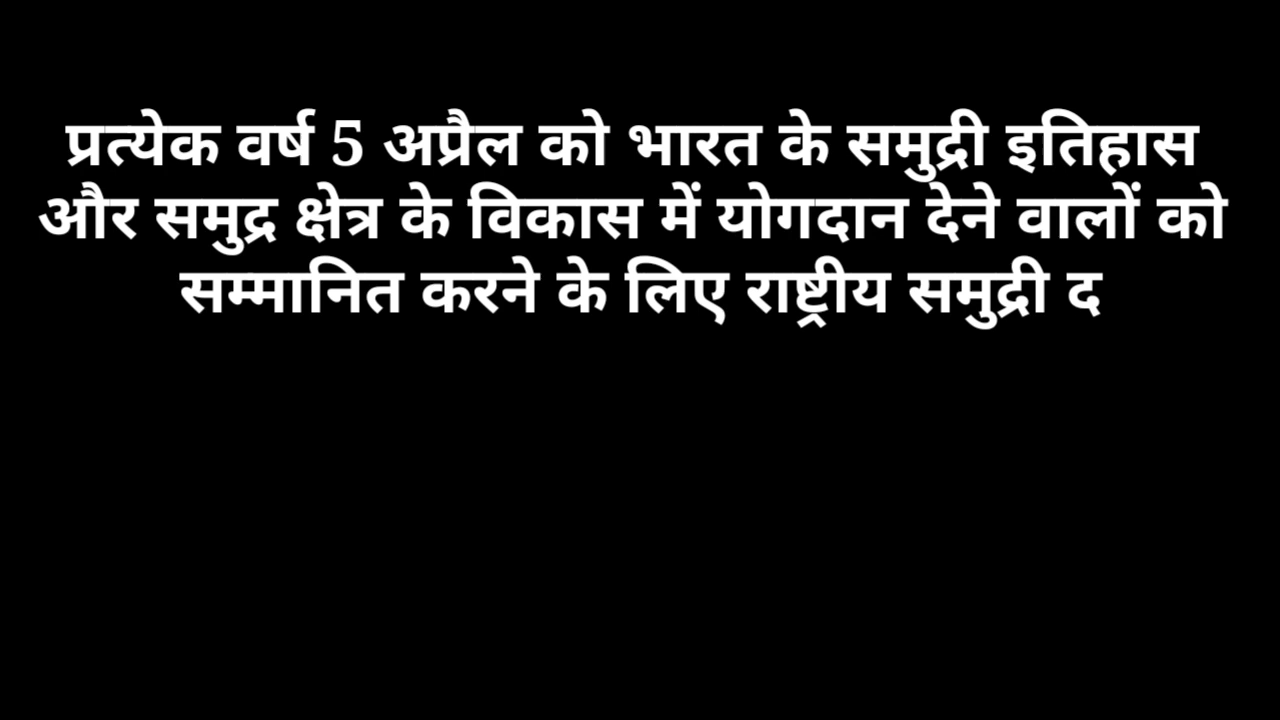 प्रत्येक वर्ष 5 अप्रैल को भारत के समुद्री इतिहास
और समुद्र क्षेत्र के विकास में योगदान देने वालों को
सम्मानित करने के लिए राष्ट्रीय समुद्री द